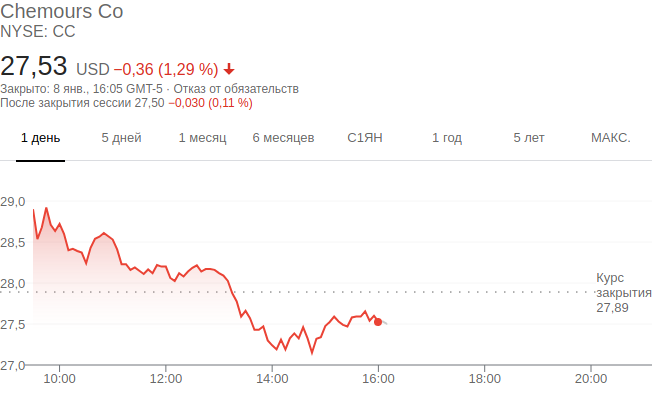 Chemours Co
NYSE: CC
27,53 USD −0,36 (1,29 %)
Закрыто: 8 янв., 16:05 GMT-5 · Отказ от обязательств
После закрытия сессии 27,50 −0,030 (0,11 %)
1 день 5 дней 1 месяц 6 месяцев С1ЯН 1 год 5 лет МАКС.
29,0
28,5
28,0
Курс
закрытия
27,89
27,5
27,0
10:00 12:00 14:00 16:00 18:00 20:00